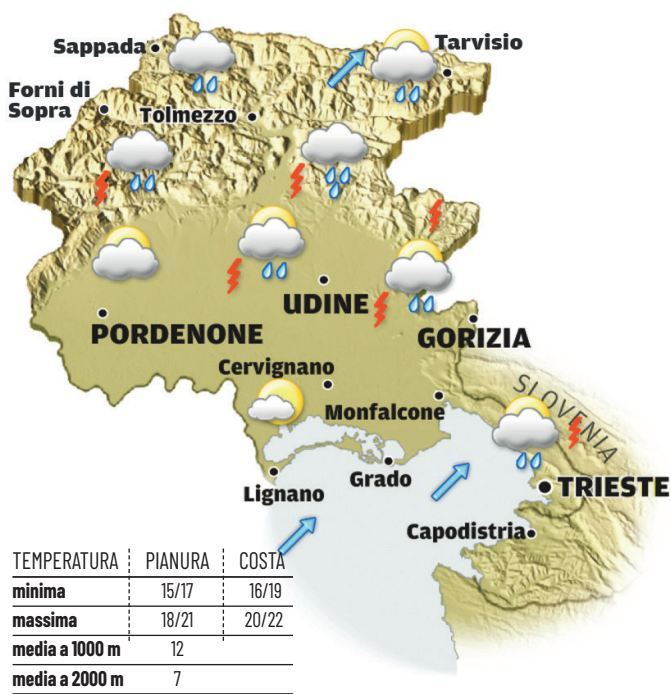 Sappada
Tarvisio
Forni di
Sopra
Tolmezzo
UDINE
PORDENONE
GORIZIA
Cervignano
SLOVENIA
Monfalcone
Grado
Lignano
TRIESTE
Capodistria
TEMPERATURA PIANURA COSTA
minima 15/17 16/19
massima 18/21 20/22
media a 1000 m 12
media a 2000 m 7